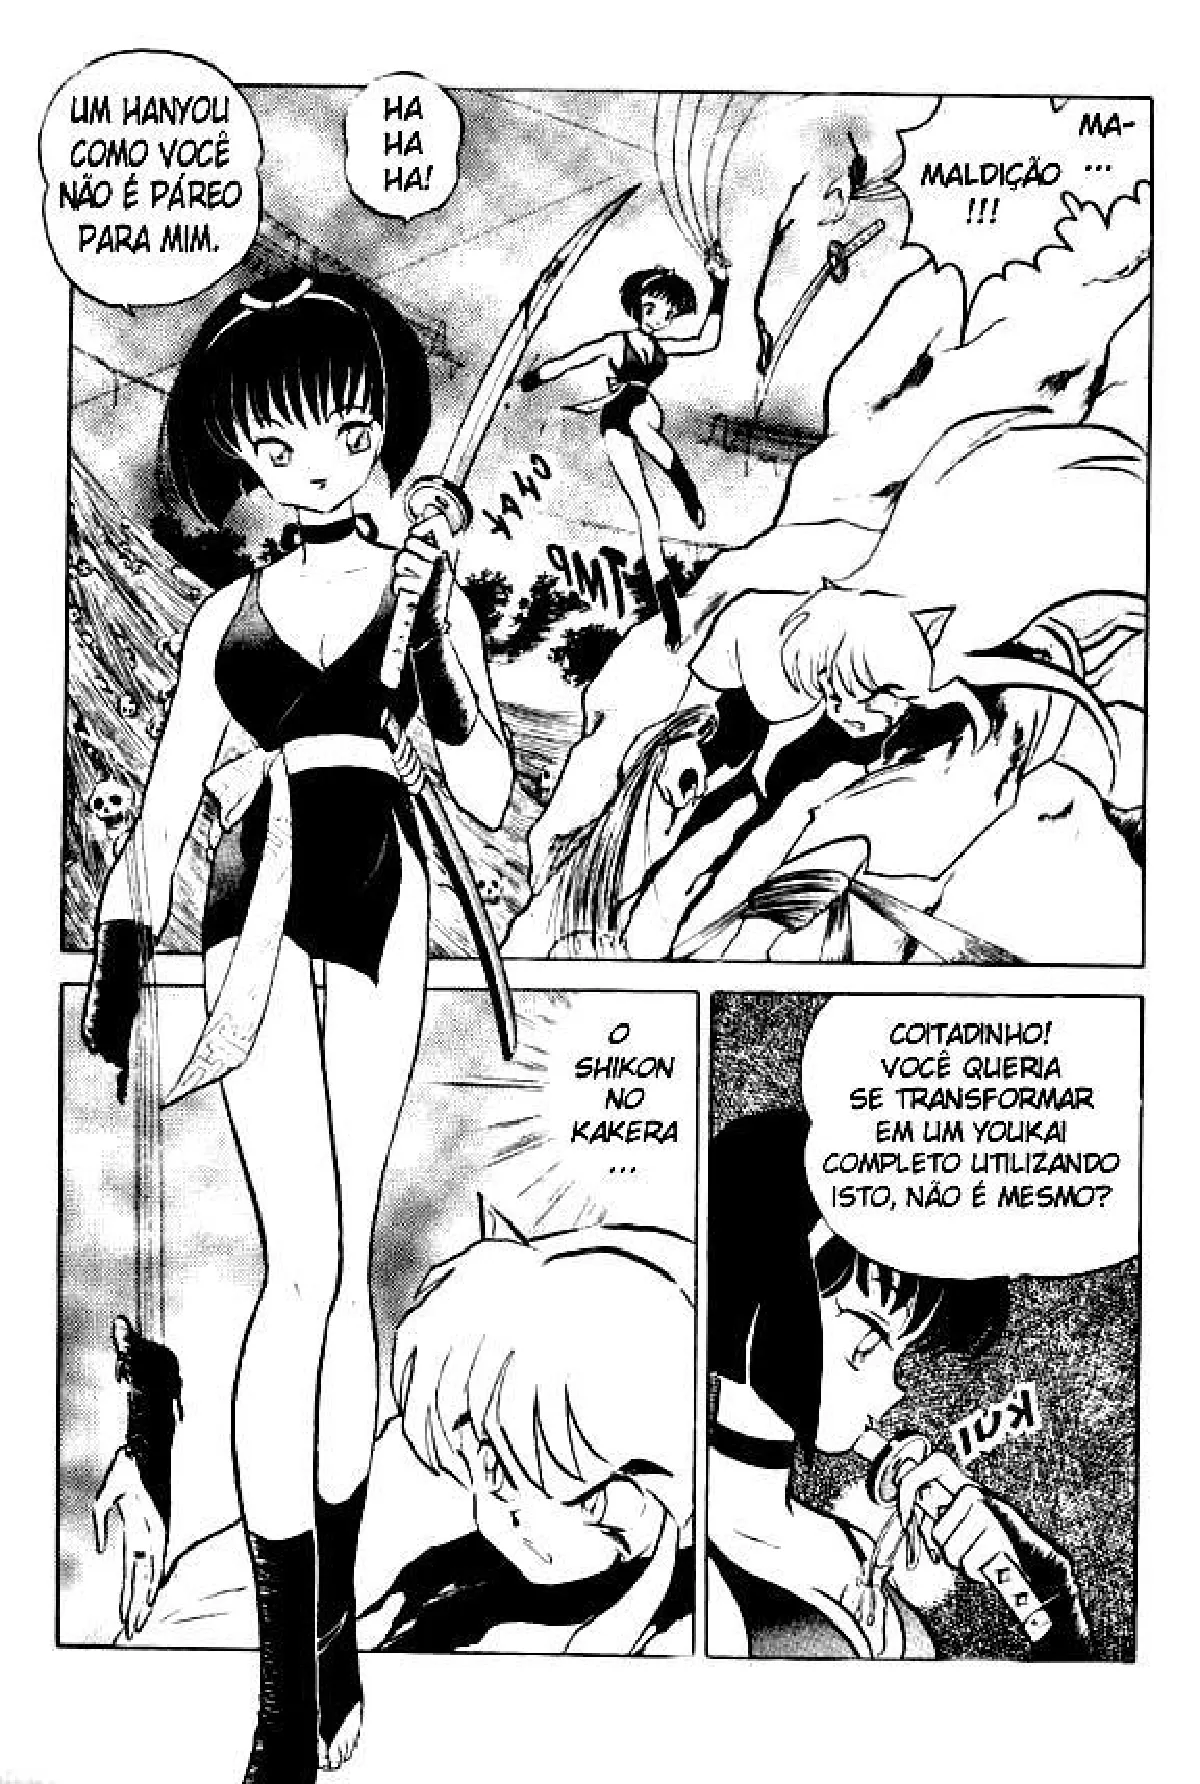 UM HANYOU
COMO VOCÊ
NÃO É PÁREO
PARA MIM.
HA
HA
HA!
MA-
...
MALDIÇÃO
!!!
O
SHIKON
NO
KAKERA
...
COITADINHO!
VOCÊ QUERIA
SE TRANSFORMAR
EM UM YOUKAI
COMPLETO UTILIZANDO
ISTO, NÃO É MESMO?